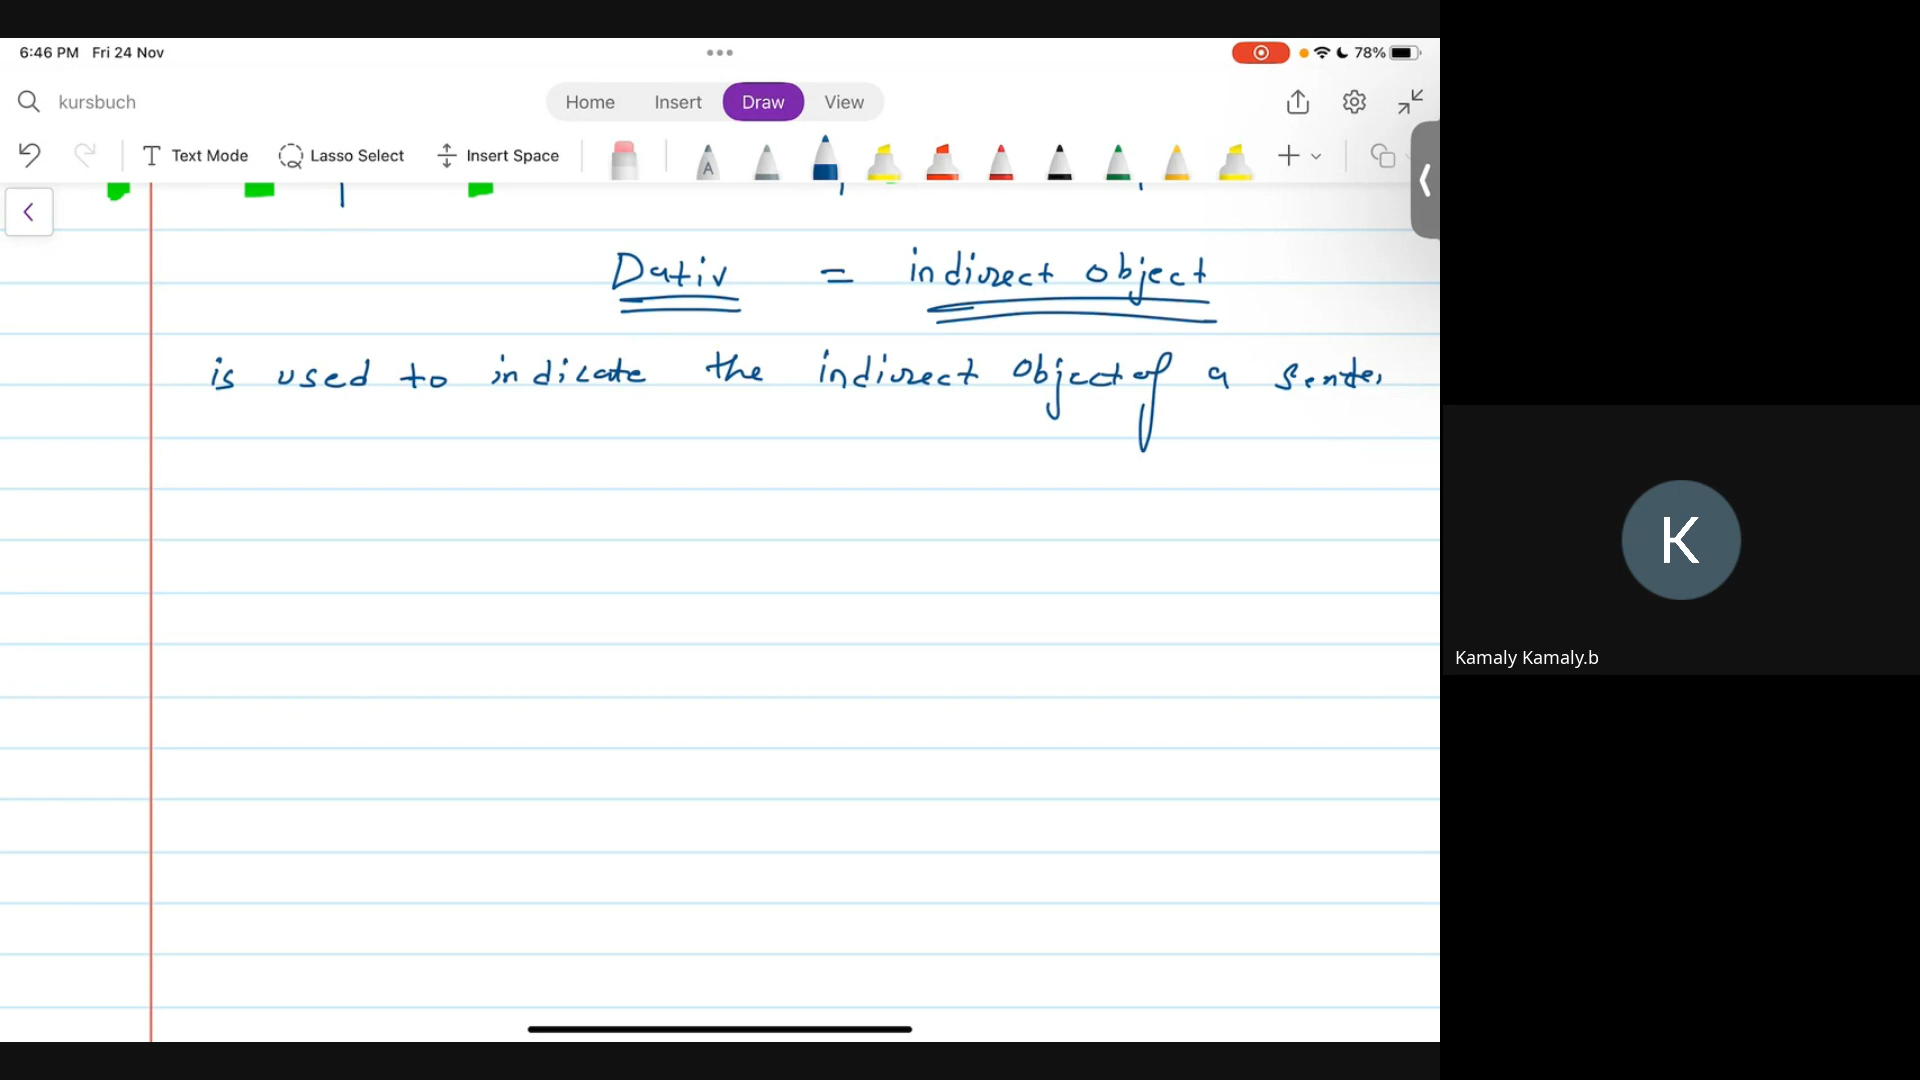 6:46 PM Fri 24 Nov
78%
kursbuch
Home Insert Draw View
Text Mode Lasso Select Insert Space
A
Dativ = indirect object
is used to indicate the indirect object of a sente
K
Kamaly Kamaly.b